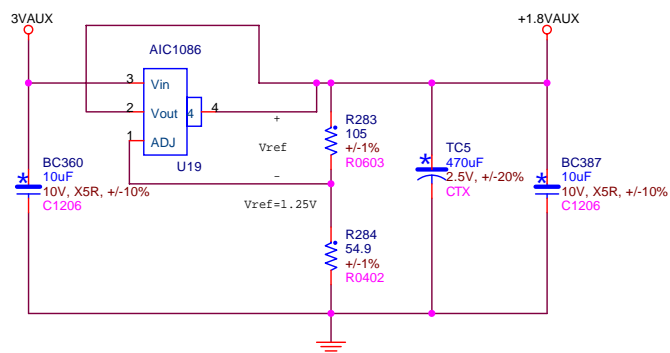 3VAUX
+1.8VAUX
AIC1086
3
Vin
2
Vout
4
4
1
ADJ
U19
+
Vref
-
Vref=1.25V
R283
105
+/-1%
R0603
R284
54.9
+/-1%
R0402
BC360
10uF
10V, X5R, +/-10%
C1206
TC5
470uF
2.5V, +/-20%
CTX
BC387
10uF
10V, X5R, +/-10%
C1206